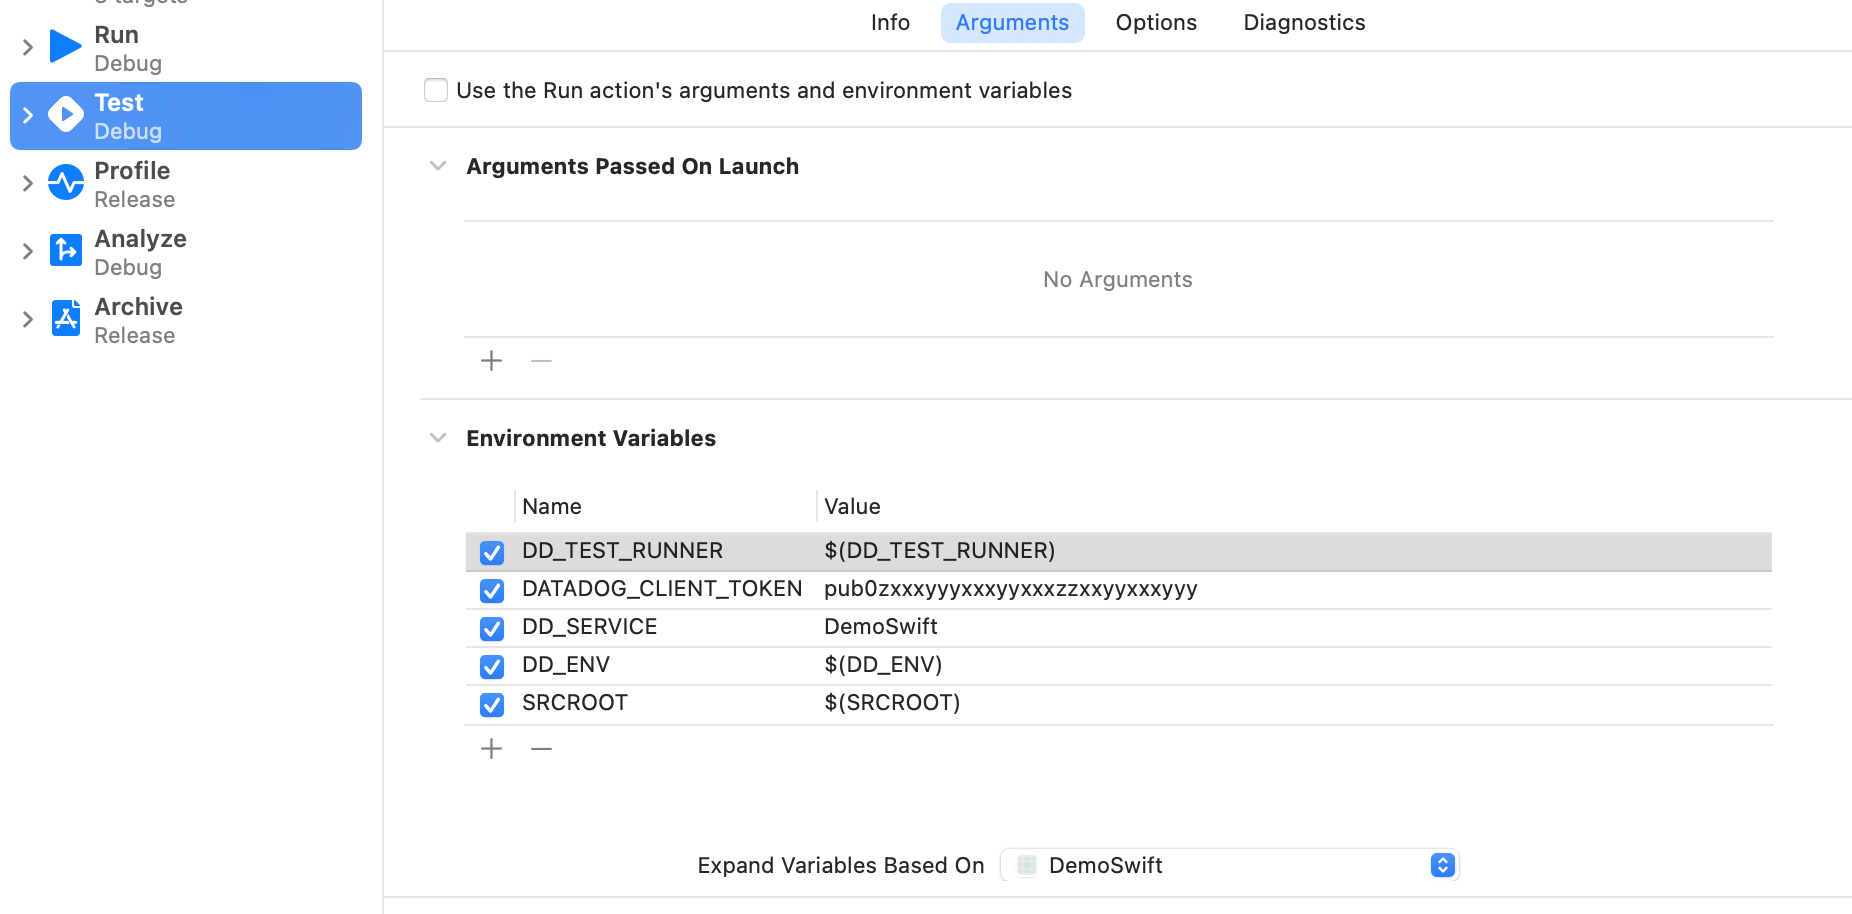 Run
Debug
Test
Debug
Profile
Release
Analyze
Debug
Archive
Release
Info Arguments Options Diagnostics
Use the Run action's arguments and environment variables
Arguments Passed On Launch
No Arguments
Environment Variables
Name Value
DD_TEST_RUNNER $(DD_TEST_RUNNER)
DATADOG_CLIENT_TOKEN pub0zxxxyyyxxxyyxxxzzxxyyxxxyyy
DD_SERVICE DemoSwift
DD_ENV $(DD_ENV)
SRCROOT $(SRCROOT)
Expand Variables Based On DemoSwift